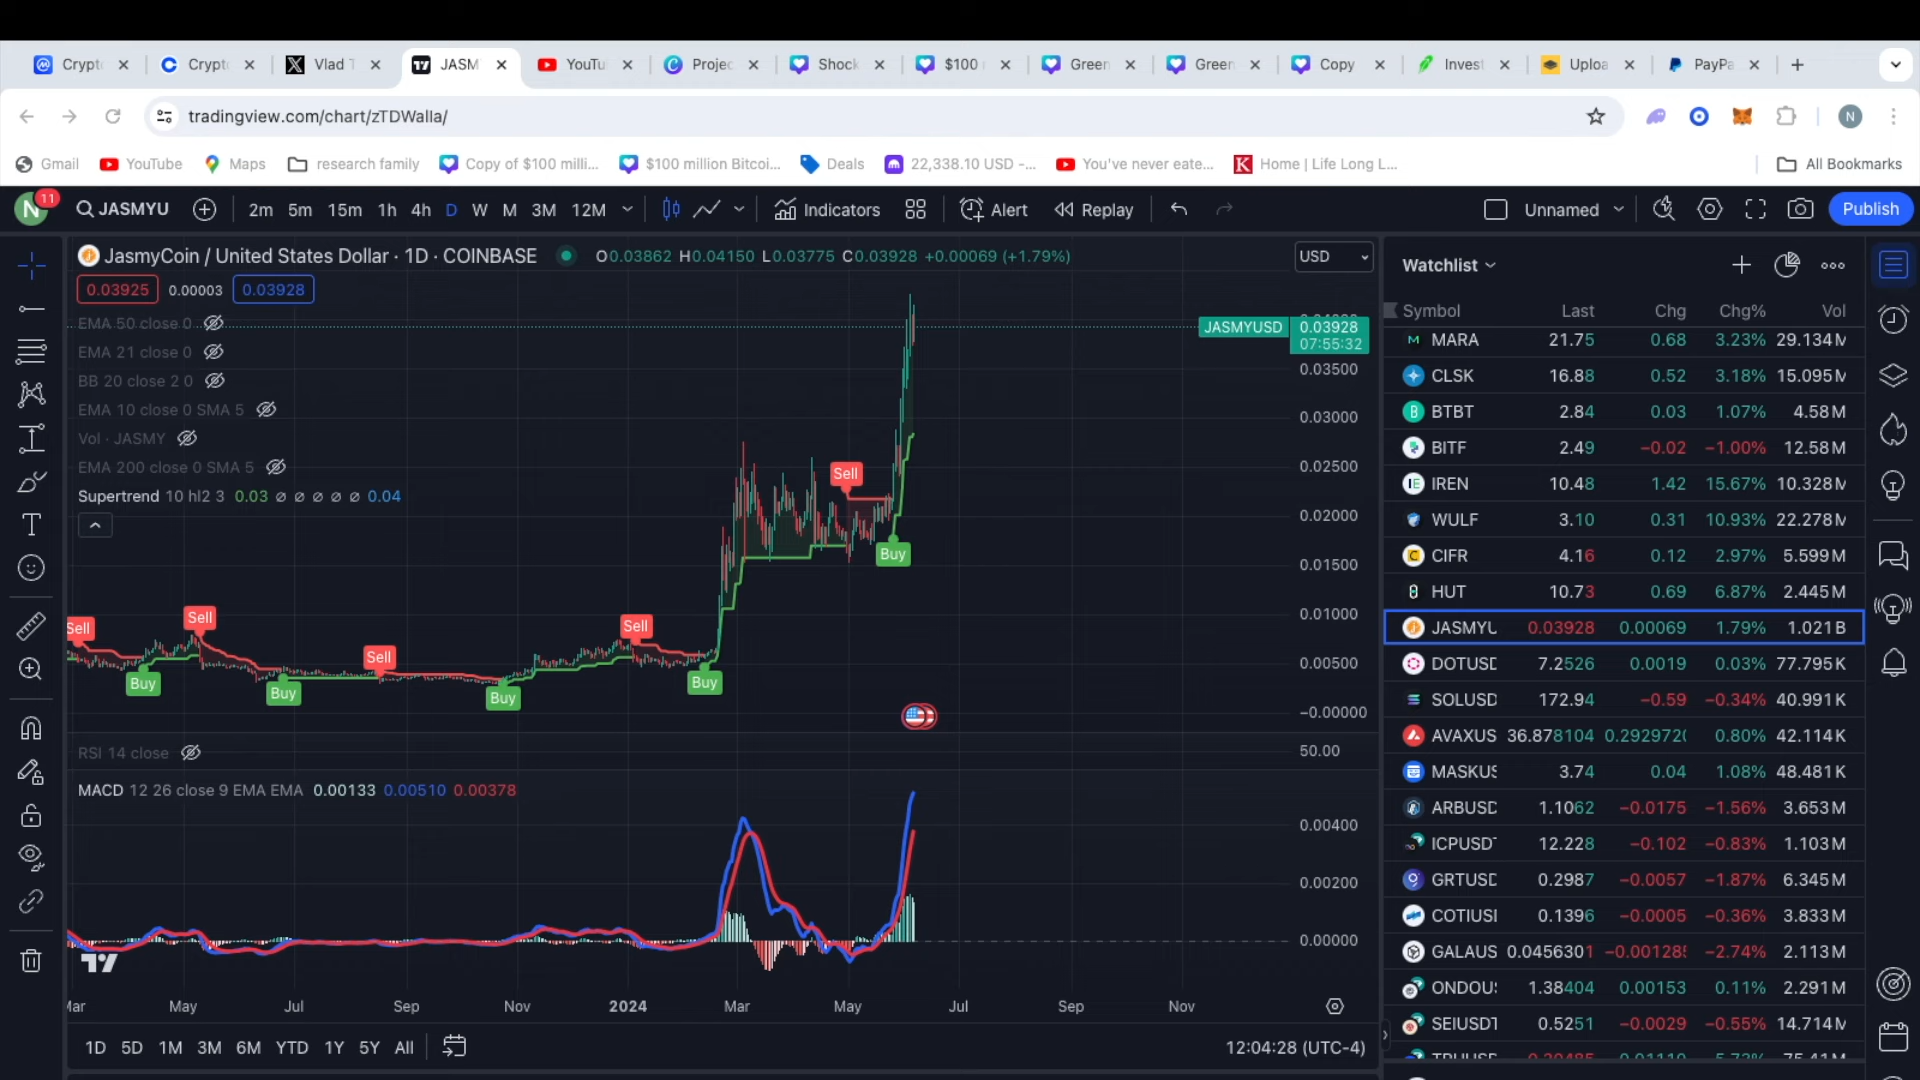 Crypt
Crypt
Vlad T
JASM
YouTu
Projec
Shock
$100 r
Green
Green
Copy
Invest
Uploa
PayPa
tradingview.com/chart/zTDWalla/
N
Gmail
YouTube
Maps
research family
Copy of $100 milli...
$100 million Bitcoi...
Deals
22,338.10 USD -...
You've never eate...
Home | Life Long L...
All Bookmarks
N 11
JASMYU
2m 5m 15m 1h 4h D W M 3M 12M
Indicators
Alert
Replay
Unnamed
Publish
JasmyCoin / United States Dollar · 1D · COINBASE
O0.03862 H0.04150 L0.03775 C0.03928 +0.00069 (+1.79%)
USD
0.03925 0.00003 0.03928
EMA 50 close 0
EMA 21 close 0
BB 20 close 2 0
EMA 10 close 0 SMA 5
Vol · JASMY
EMA 200 close 0 SMA 5
Supertrend 10 hl2 3 0.03 ∅ ∅ ∅ ∅ ∅ 0.04
JASMYUSD 0.03928
07:55:32
0.03500
0.03000
0.02500
0.02000
0.01500
0.01000
0.00500
−0.00000
Sell
Buy
Sell
Buy
Sell
Buy
Sell
Buy
Sell
Buy
RSI 14 close
50.00
MACD 12 26 close 9 EMA EMA 0.00133 0.00510 0.00378
0.00400
0.00200
0.00000
Mar May Jul Sep Nov 2024 Mar May Jul Sep Nov
1D 5D 1M 3M 6M YTD 1Y 5Y All
12:04:28 (UTC-4)
Watchlist
Symbol Last Chg Chg% Vol
MARA 21.75 0.68 3.23% 29.134M
CLSK 16.88 0.52 3.18% 15.095M
BTBT 2.84 0.03 1.07% 4.58M
BITF 2.49 −0.02 −1.00% 12.58M
IREN 10.48 1.42 15.67% 10.328M
WULF 3.10 0.31 10.93% 22.278M
CIFR 4.16 0.12 2.97% 5.599M
HUT 10.73 0.69 6.87% 2.445M
JASMYU 0.03928 0.00069 1.79% 1.021B
DOTUSD 7.2526 0.0019 0.03% 77.795K
SOLUSD 172.94 −0.59 −0.34% 40.991K
AVAXUS 36.878104 0.2929720 0.80% 42.114K
MASKUS 3.74 0.04 1.08% 48.481K
ARBUSD 1.1062 −0.0175 −1.56% 3.653M
ICPUSDT 12.228 −0.102 −0.83% 1.103M
GRTUSD 0.2987 −0.0057 −1.87% 6.345M
COTIUSI 0.1396 −0.0005 −0.36% 3.833M
GALAUS 0.0456301 −0.001285 −2.74% 2.113M
ONDOUS 1.38404 0.00153 0.11% 2.291M
SEIUSDT 0.5251 −0.0029 −0.55% 14.714M